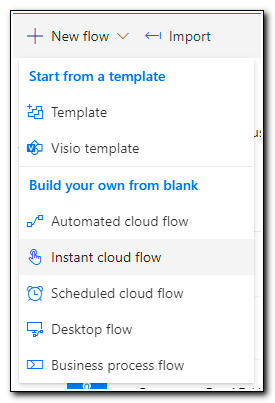 New flow Import
Start from a template
Template
Visio template
Build your own from blank
Automated cloud flow
Instant cloud flow
Scheduled cloud flow
Desktop flow
Business process flow